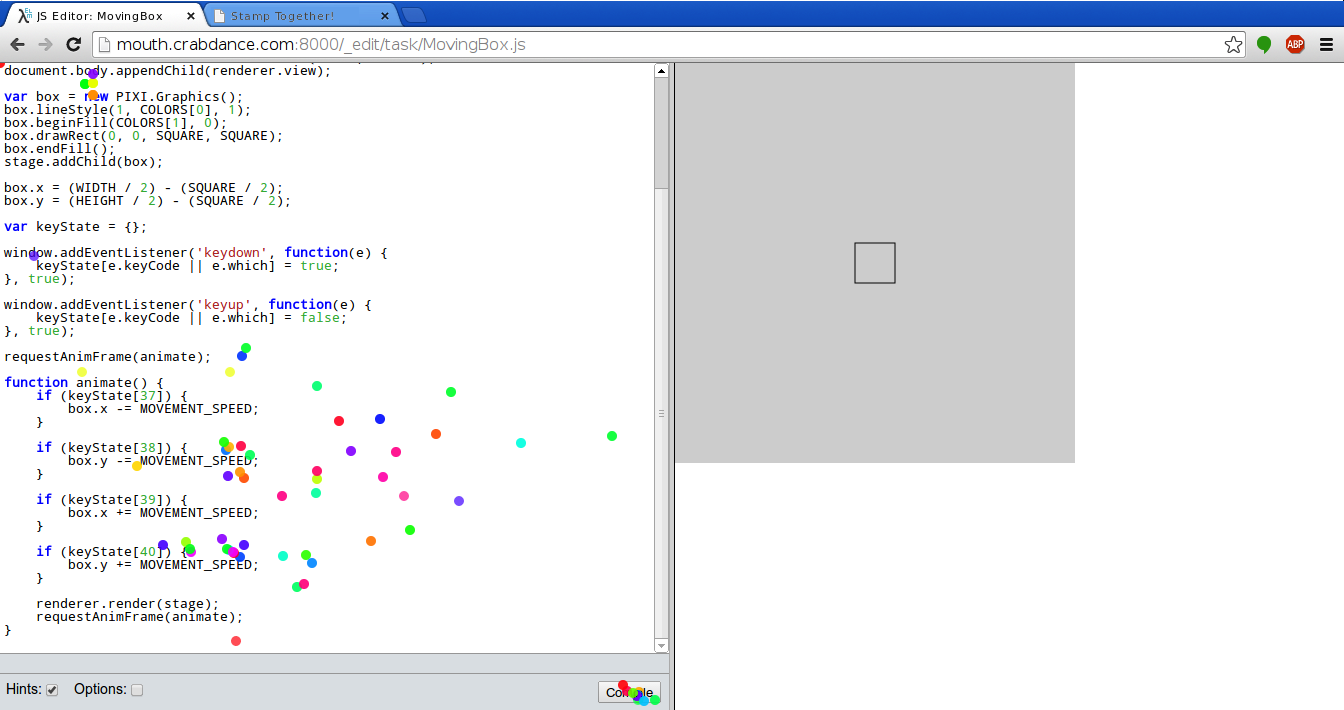 JS Editor: MovingBox
Stamp Together!
mouth.crabdance.com:8000/_edit/task/MovingBox.js
ABP
document.body.appendChild(renderer.view);
var box = new PIXI.Graphics();
box.lineStyle(1, COLORS[0], 1);
box.beginFill(COLORS[1], 0);
box.drawRect(0, 0, SQUARE, SQUARE);
box.endFill();
stage.addChild(box);
box.x = (WIDTH / 2) - (SQUARE / 2);
box.y = (HEIGHT / 2) - (SQUARE / 2);
var keyState = {};
window.addEventListener('keydown', function(e) {
    keyState[e.keyCode || e.which] = true;
}, true);
window.addEventListener('keyup', function(e) {
    keyState[e.keyCode || e.which] = false;
}, true);
requestAnimFrame(animate);
function animate() {
    if (keyState[37]) {
        box.x -= MOVEMENT_SPEED;
    }
    if (keyState[38]) {
        box.y -= MOVEMENT_SPEED;
    }
    if (keyState[39]) {
        box.x += MOVEMENT_SPEED;
    }
    if (keyState[40]) {
        box.y += MOVEMENT_SPEED;
    }
    renderer.render(stage);
    requestAnimFrame(animate);
}
Hints: Options: Compile